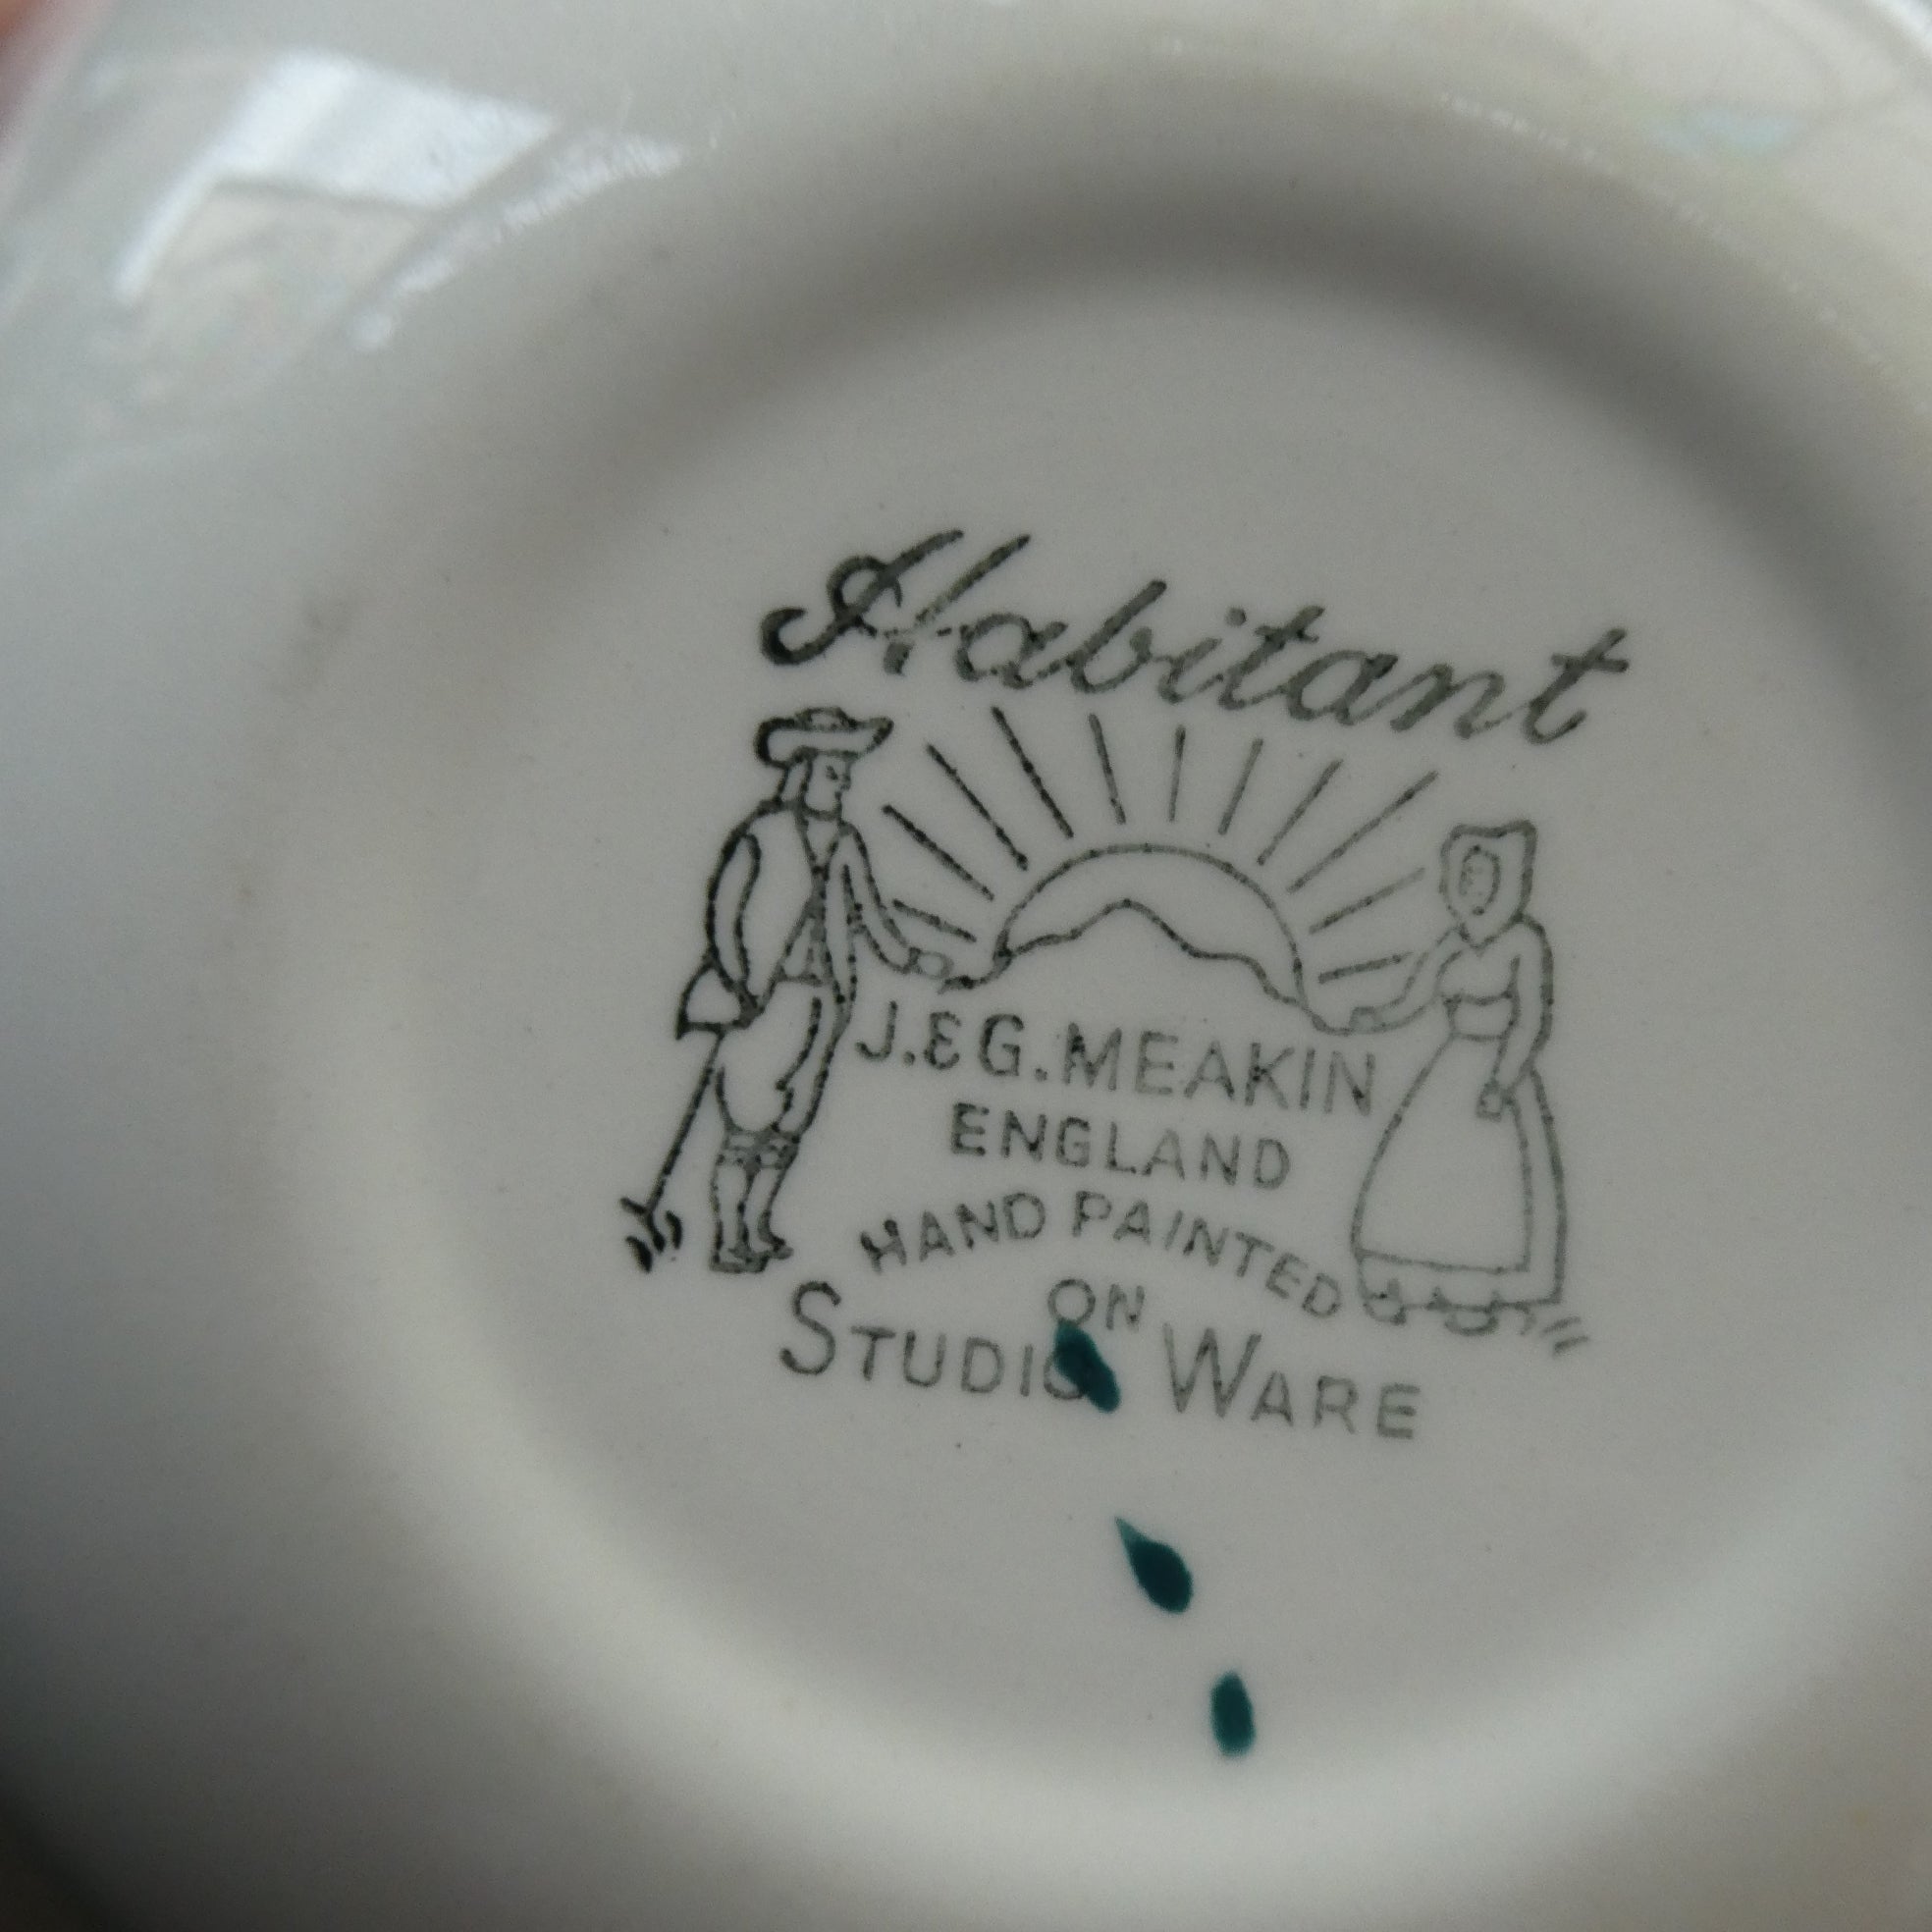 Habitant
J.&G. MEAKIN
ENGLAND
HAND PAINTED
ON
STUDIO WARE